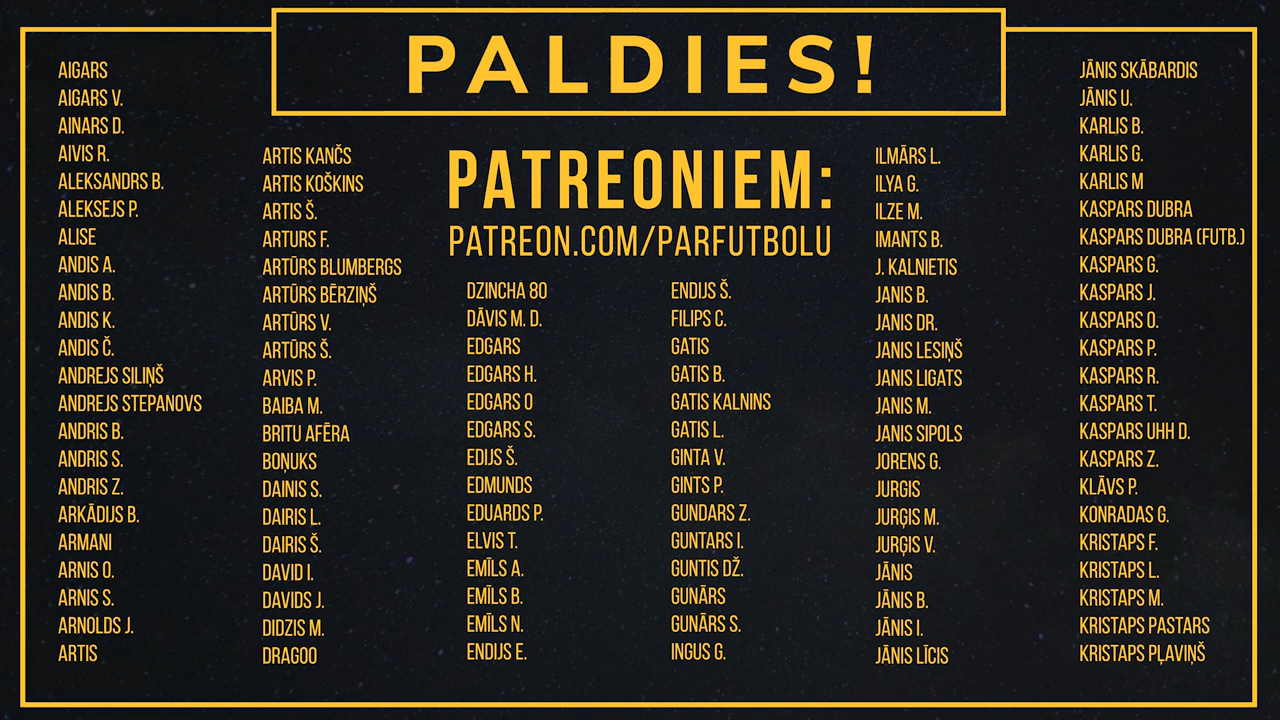 PALDIES!
PATREONIEM:
PATREON.COM/PARFUTBOLU
AIGARS
AIGARS V.
AINARS D.
AIVIS R.
ALEKSANDRS B.
ALEKSEJS P.
ALISE
ANDIS A.
ANDIS B.
ANDIS K.
ANDIS Č.
ANDREJS SILIŅŠ
ANDREJS STEPANOVS
ANDRIS B.
ANDRIS S.
ANDRIS Z.
ARKĀDIJS B.
ARMANI
ARNIS O.
ARNIS S.
ARNOLDS J.
ARTIS
ARTIS KANČS
ARTIS KOŠKINS
ARTIS Š.
ARTURS F.
ARTŪRS BLUMBERGS
ARTŪRS BĒRZIŅŠ
ARTŪRS V.
ARTŪRS Š.
ARVIS P.
BAIBA M.
BRITU AFĒRA
BOŅUKS
DAINIS S.
DAIRIS L.
DAIRIS Š.
DAVID I.
DAVIDS J.
DIDZIS M.
DRAGOO
DZINCHA 80
DĀVIS M. D.
EDGARS
EDGARS H.
EDGARS O
EDGARS S.
EDIJS Š.
EDMUNDS
EDUARDS P.
ELVIS T.
EMĪLS A.
EMĪLS B.
EMĪLS N.
ENDIJS E.
ENDIJS Š.
FILIPS C.
GATIS
GATIS B.
GATIS KALNINS
GATIS L.
GINTA V.
GINTS P.
GUNDARS Z.
GUNTARS I.
GUNTIS DŽ.
GUNĀRS
GUNĀRS S.
INGUS G.
ILMĀRS L.
ILYA G.
ILZE M.
IMANTS B.
J. KALNIETIS
JANIS B.
JANIS DR.
JANIS LESIŅŠ
JANIS LIGATS
JANIS M.
JANIS SIPOLS
JORENS G.
JURGIS
JURĢIS M.
JURĢIS V.
JĀNIS
JĀNIS B.
JĀNIS I.
JĀNIS LĪCIS
JĀNIS SKĀBARDIS
JĀNIS U.
KARLIS B.
KARLIS G.
KARLIS M
KASPARS DUBRA
KASPARS DUBRA (FUTB.)
KASPARS G.
KASPARS J.
KASPARS O.
KASPARS P.
KASPARS R.
KASPARS T.
KASPARS UHH D.
KASPARS Z.
KLĀVS P.
KONRADAS G.
KRISTAPS F.
KRISTAPS L.
KRISTAPS M.
KRISTAPS PASTARS
KRISTAPS PĻAVIŅŠ